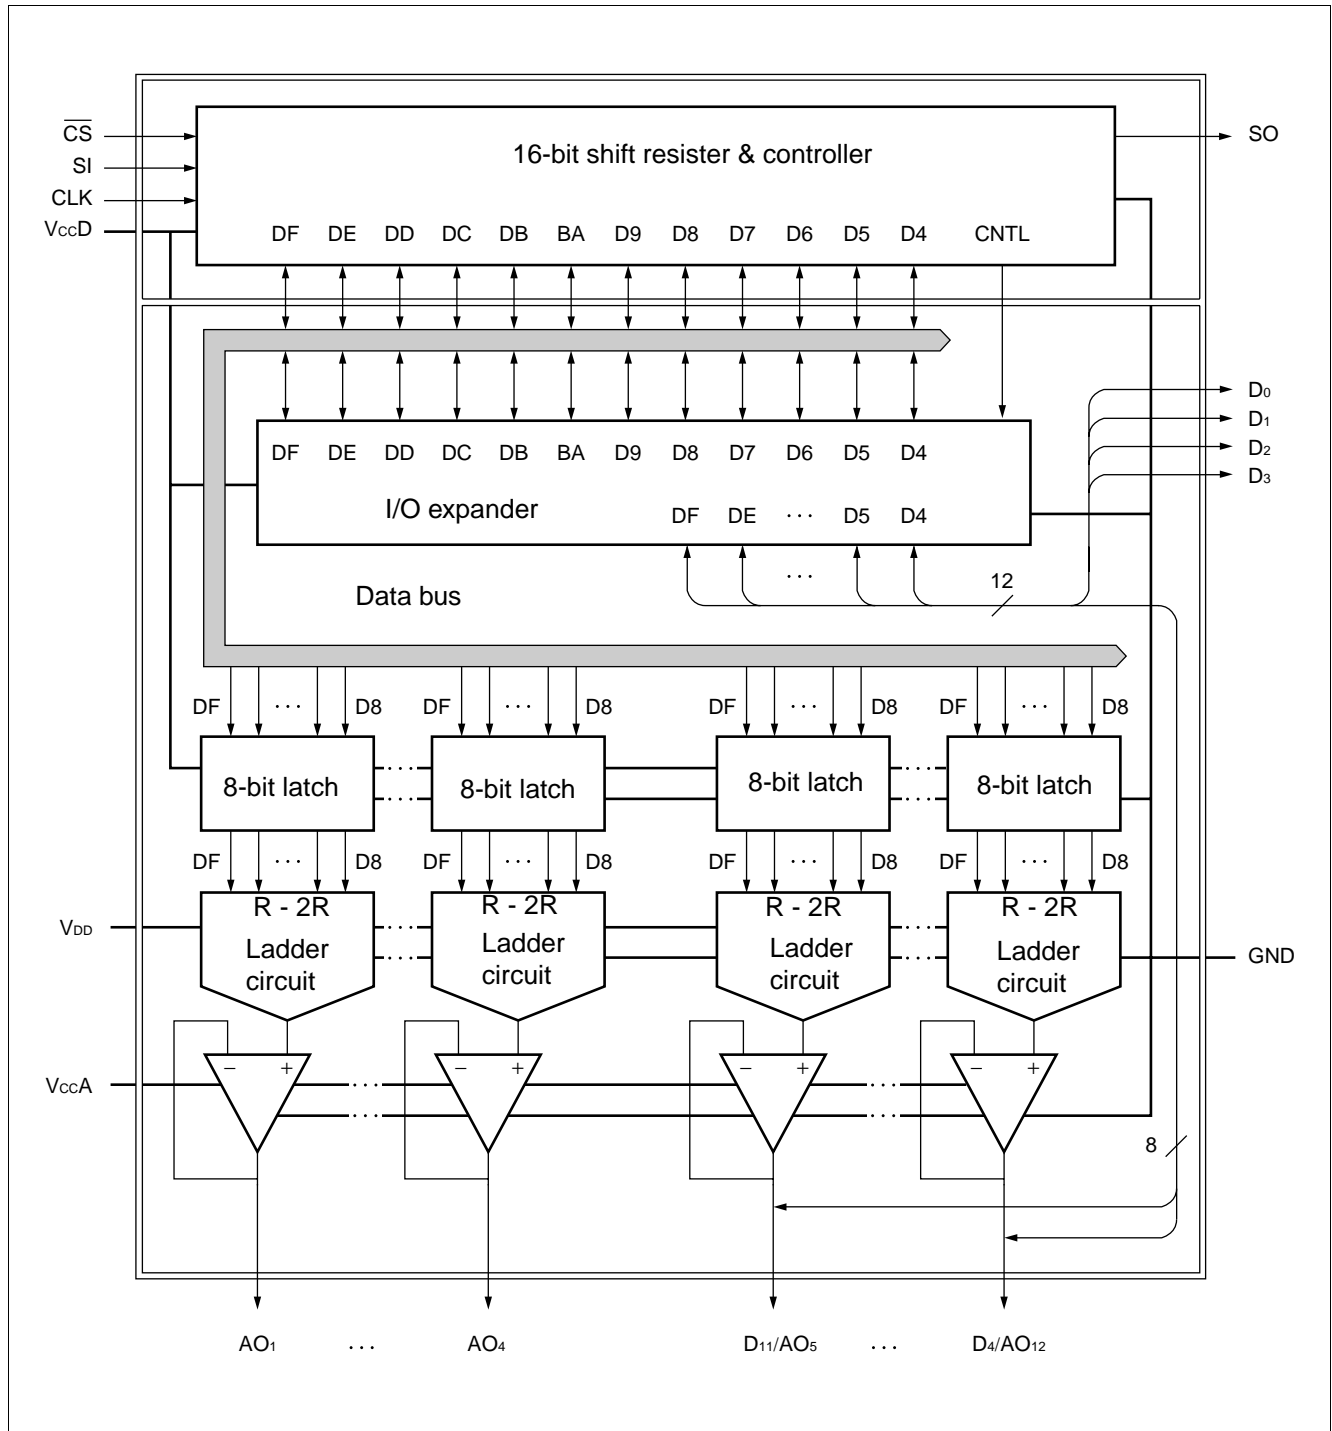 CS SO
SI 16-bit shift resister & controller
CLK
VCCD
DF DE DD DC DB BA D9 D8 D7 D6 D5 D4 CNTL
D0
D1
D2
D3
DF DE DD DC DB BA D9 D8 D7 D6 D5 D4
I/O expander DF DE ··· D5 D4
···
12
Data bus
DF ··· D8 DF ··· D8 DF ··· D8 DF ··· D8
8-bit latch ··· 8-bit latch 8-bit latch ··· 8-bit latch
DF ··· D8 DF ··· D8 DF ··· D8 DF ··· D8
R - 2R R - 2R R - 2R R - 2R
VDD
Ladder Ladder Ladder Ladder
circuit circuit circuit circuit
GND
− + − + − + − +
VCCA
8
AO1 ··· AO4 D11/AO5 ··· D4/AO12